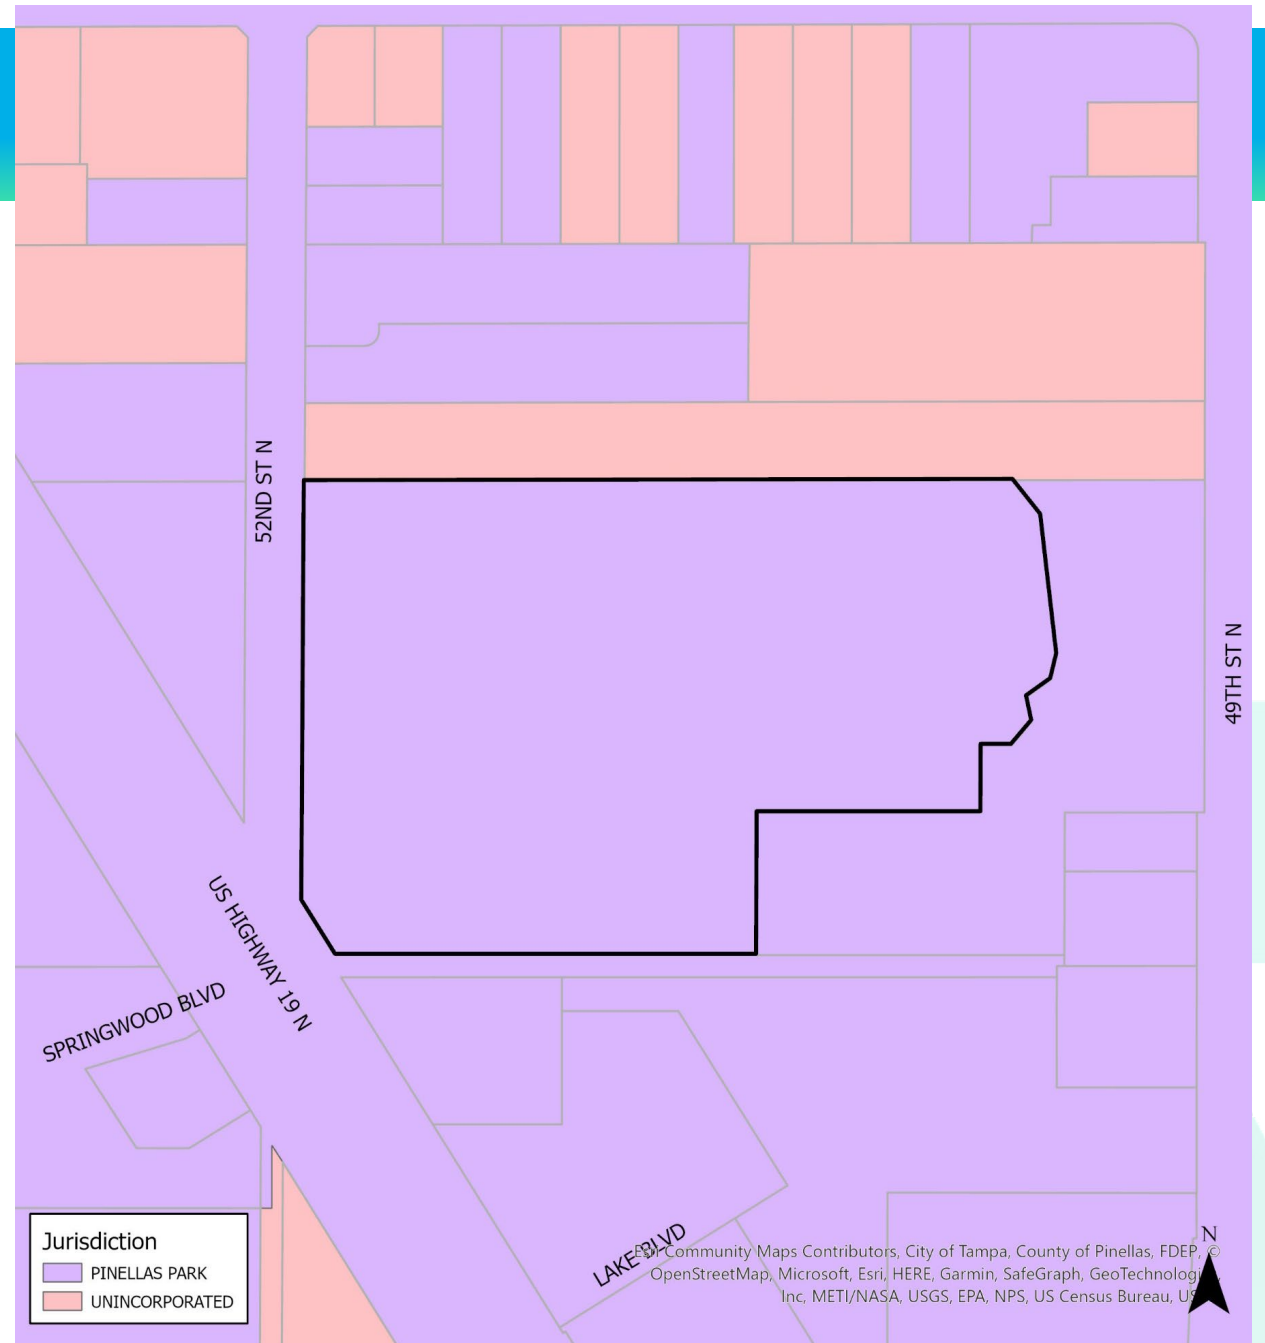 52ND ST N
49TH ST N
US HIGHWAY 19 N
SPRINGWOOD BLVD
LAKE BLVD
Jurisdiction
PINELLAS PARK
UNINCORPORATED
N
Esri Community Maps Contributors, City of Tampa, County of Pinellas, FDEP, ©
OpenStreetMap, Microsoft, Esri, HERE, Garmin, SafeGraph, GeoTechnologi
Inc, METI/NASA, USGS, EPA, NPS, US Census Bureau,